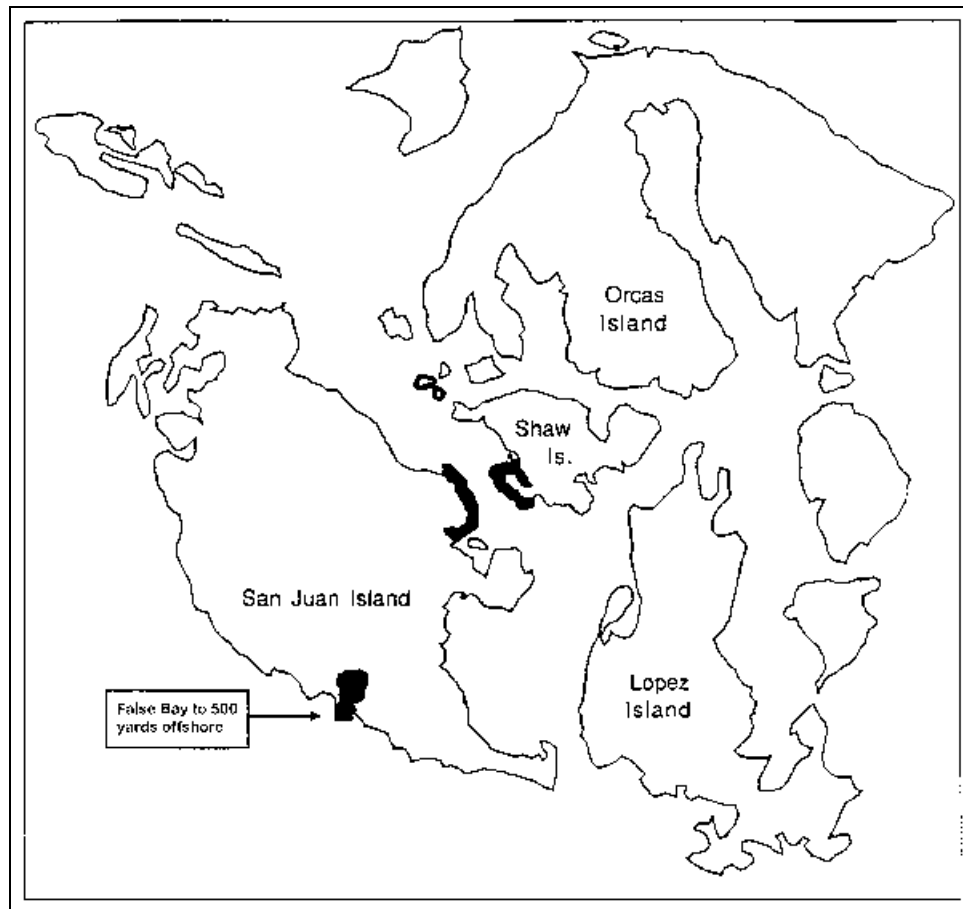 Orcas
Island
Shaw
Is.
San Juan Island
False Bay to 500
yards offshore
Lopez
Island